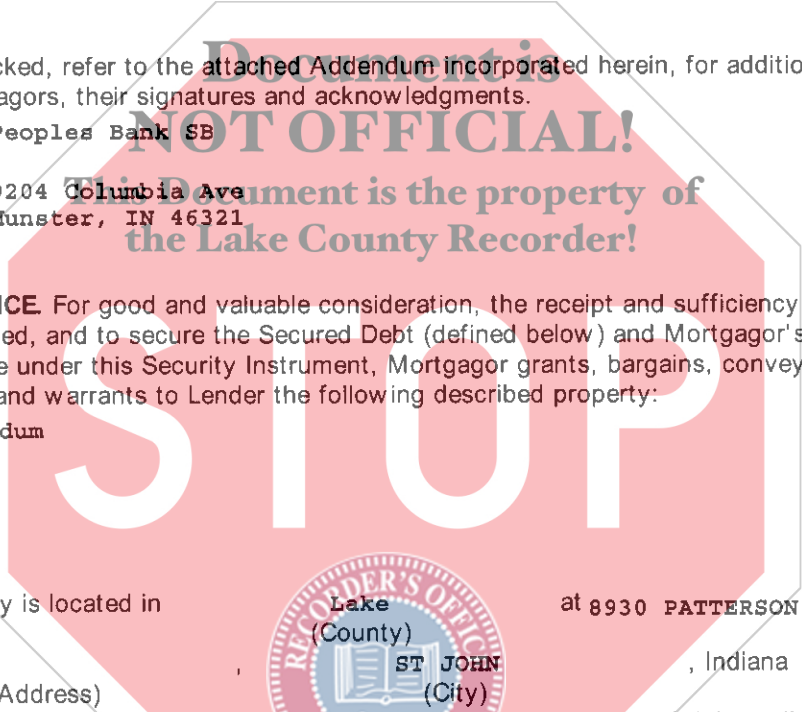 Document is
cked, refer to the attached Addendum incorporated herein, for additio
agors, their signatures and acknowledgments.
Peoples Bank SB
NOT OFFICIAL!
9204 Columbia Ave
This Document is the property of
Munster, IN 46321
the Lake County Recorder!
ICE. For good and valuable consideration, the receipt and sufficiency
ed, and to secure the Secured Debt (defined below) and Mortgagor's
e under this Security Instrument, Mortgagor grants, bargains, convey
and warrants to Lender the following described property:
dum
STOP
y is located in Lake at 8930 PATTERSON
(County)
RECORDER'S OFFIC
, ST JOHN , Indiana
Address) (City)